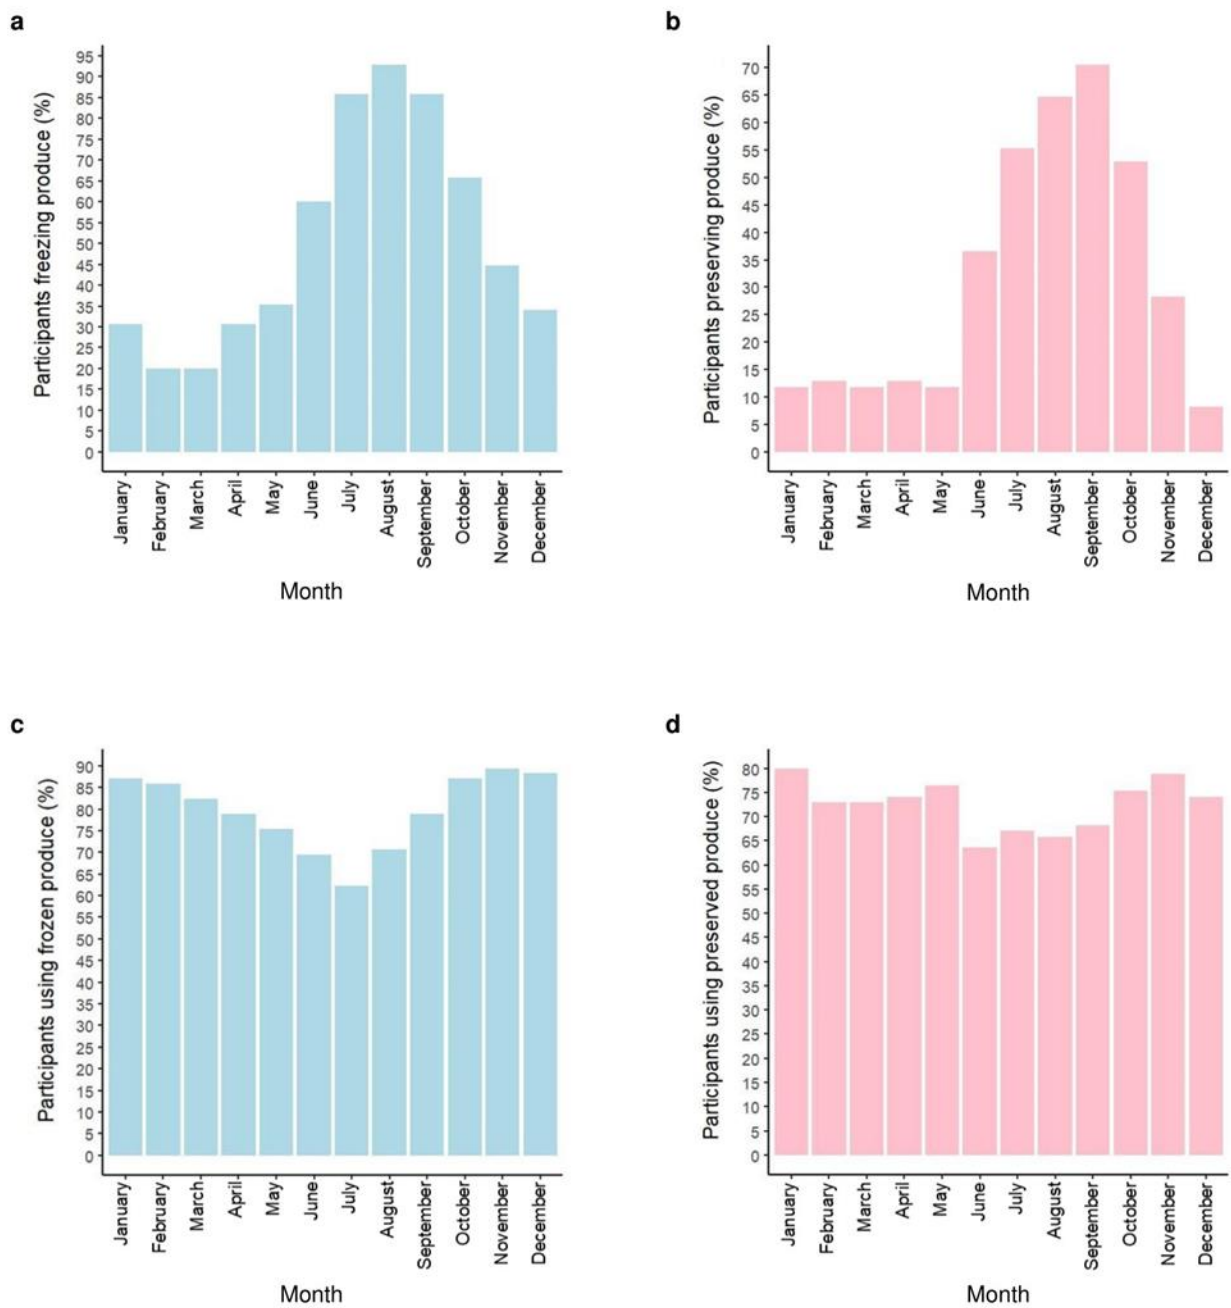 a
Participants freezing produce (%)
95
90
85
80
75
70
65
60
55
50
45
40
35
30
25
20
15
10
5
0
January
February
March
April
May
June
July
August
September
October
November
December
Month
b
Participants preserving produce (%)
70
65
60
55
50
45
40
35
30
25
20
15
10
5
0
January
February
March
April
May
June
July
August
September
October
November
December
Month
c
Participants using frozen produce (%)
90
85
80
75
70
65
60
55
50
45
40
35
30
25
20
15
10
5
0
January
February
March
April
May
June
July
August
September
October
November
December
Month
d
Participants using preserved produce (%)
80
75
70
65
60
55
50
45
40
35
30
25
20
15
10
5
0
January
February
March
April
May
June
July
August
September
October
November
December
Month